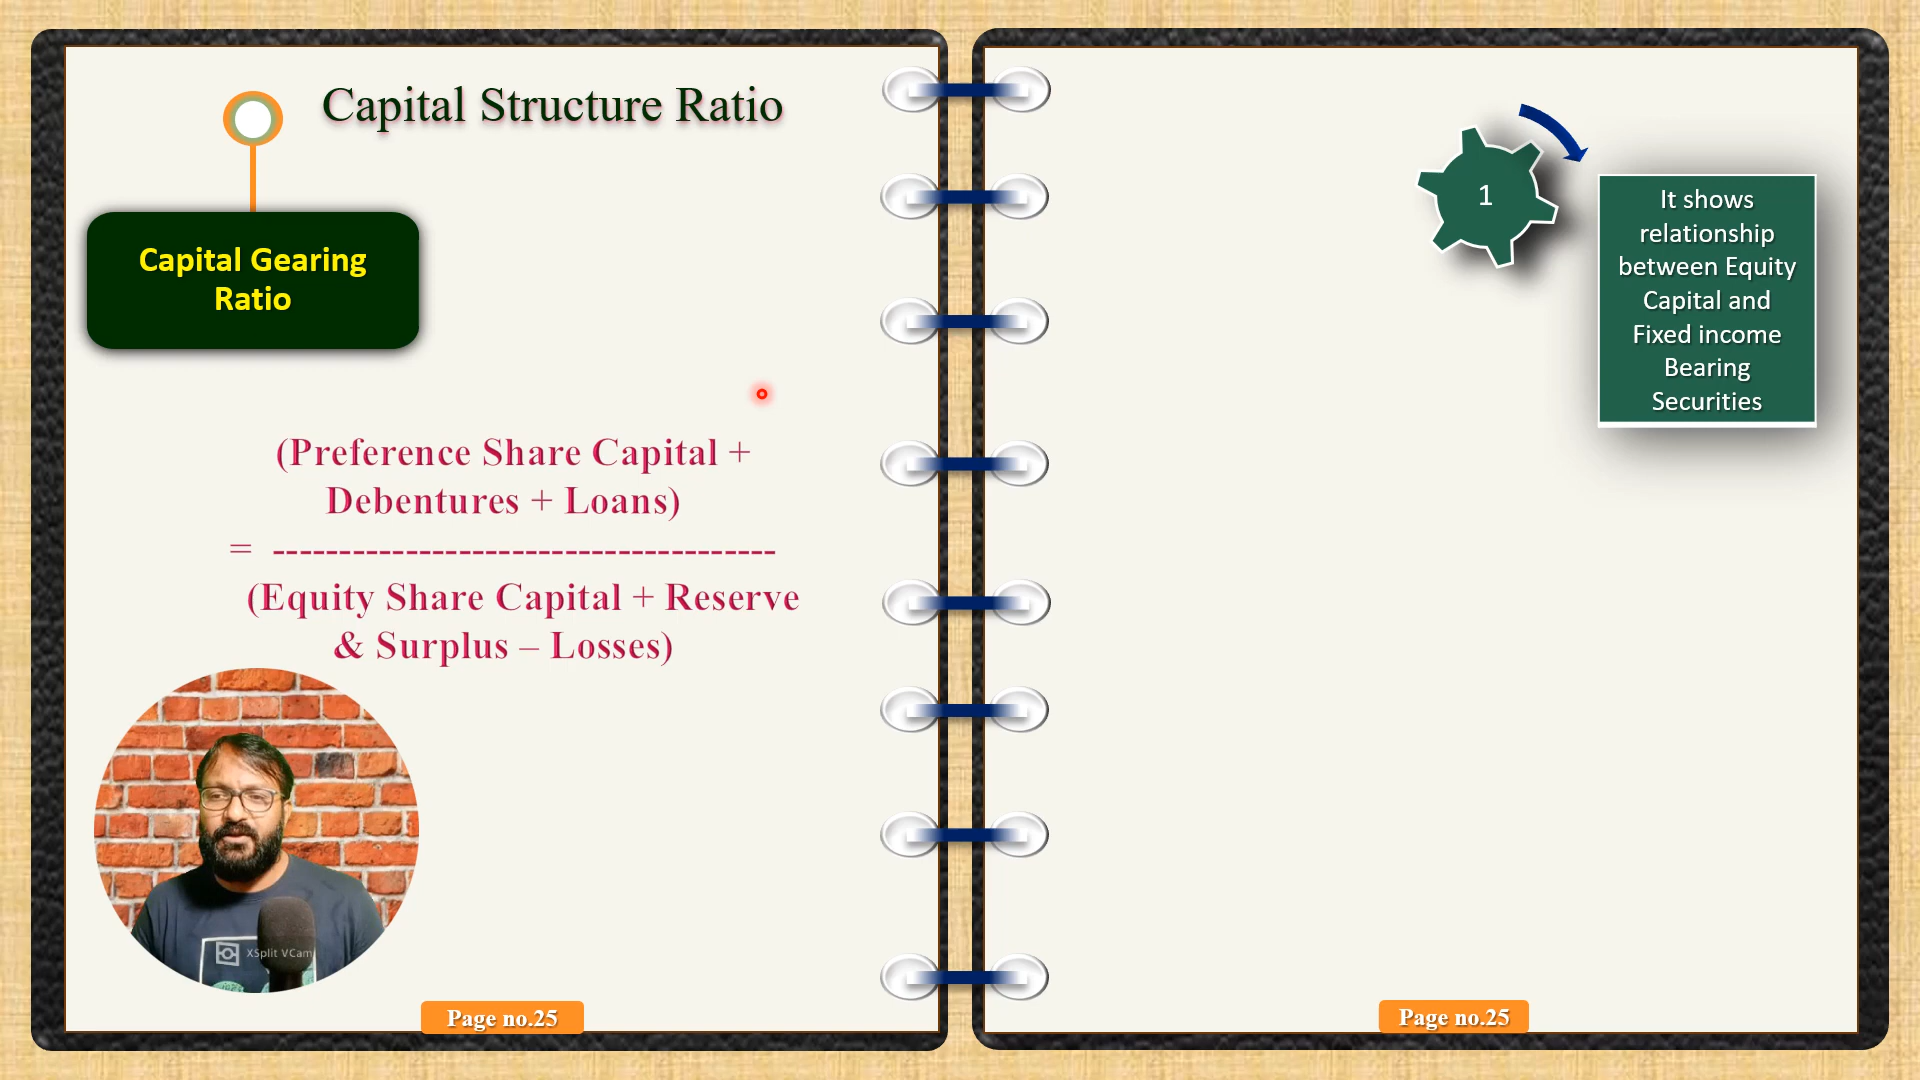 Capital Structure Ratio
Capital Gearing
Ratio
(Preference Share Capital +
Debentures + Loans)
= --------------------------------------
(Equity Share Capital + Reserve
& Surplus – Losses)
XSplit VCam
Page no.25
1
It shows
relationship
between Equity
Capital and
Fixed income
Bearing
Securities
Page no.25